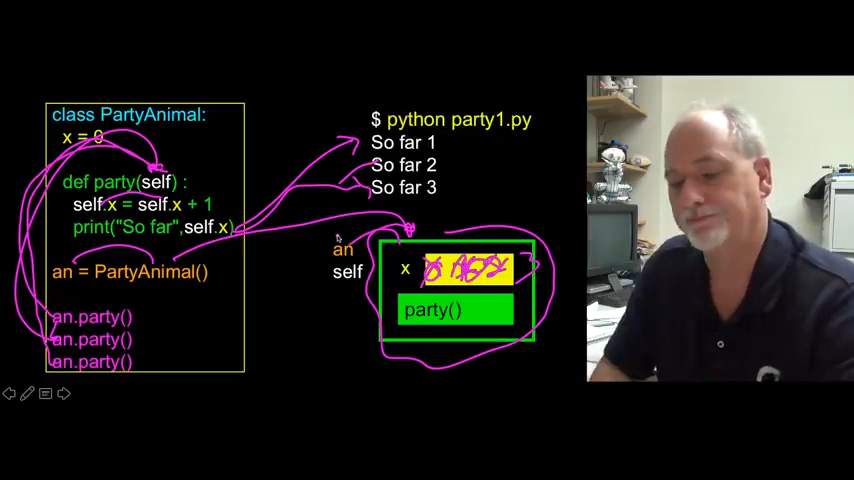 class PartyAnimal:
x = 0
def party(self) :
self.x = self.x + 1
print("So far",self.x)
an = PartyAnimal()
an.party()
an.party()
an.party()
$ python party1.py
So far 1
So far 2
So far 3
an
self
x
3
party()